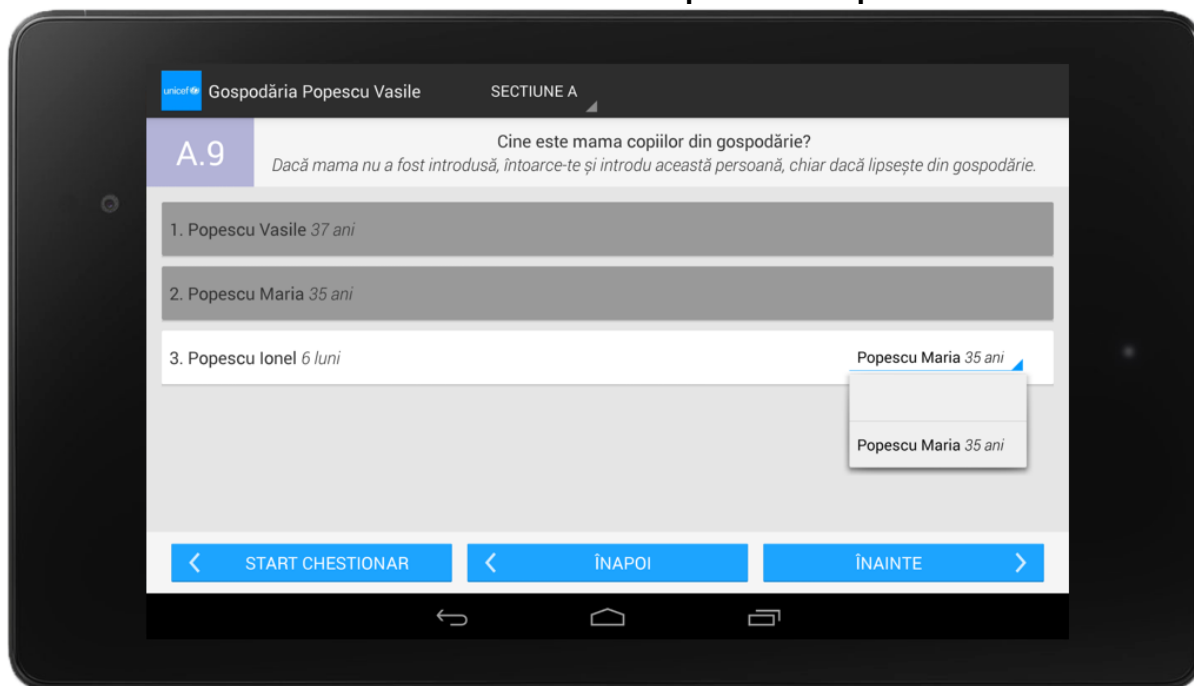 unicef
Gospodăria Popescu Vasile
SECTIUNE A
A.9
Cine este mama copiilor din gospodărie?
Dacă mama nu a fost introdusă, întoarce-te și introdu această persoană, chiar dacă lipsește din gospodărie.
1. Popescu Vasile 37 ani
2. Popescu Maria 35 ani
3. Popescu Ionel 6 luni
Popescu Maria 35 ani
Popescu Maria 35 ani
START CHESTIONAR
ÎNAPOI
ÎNAINTE